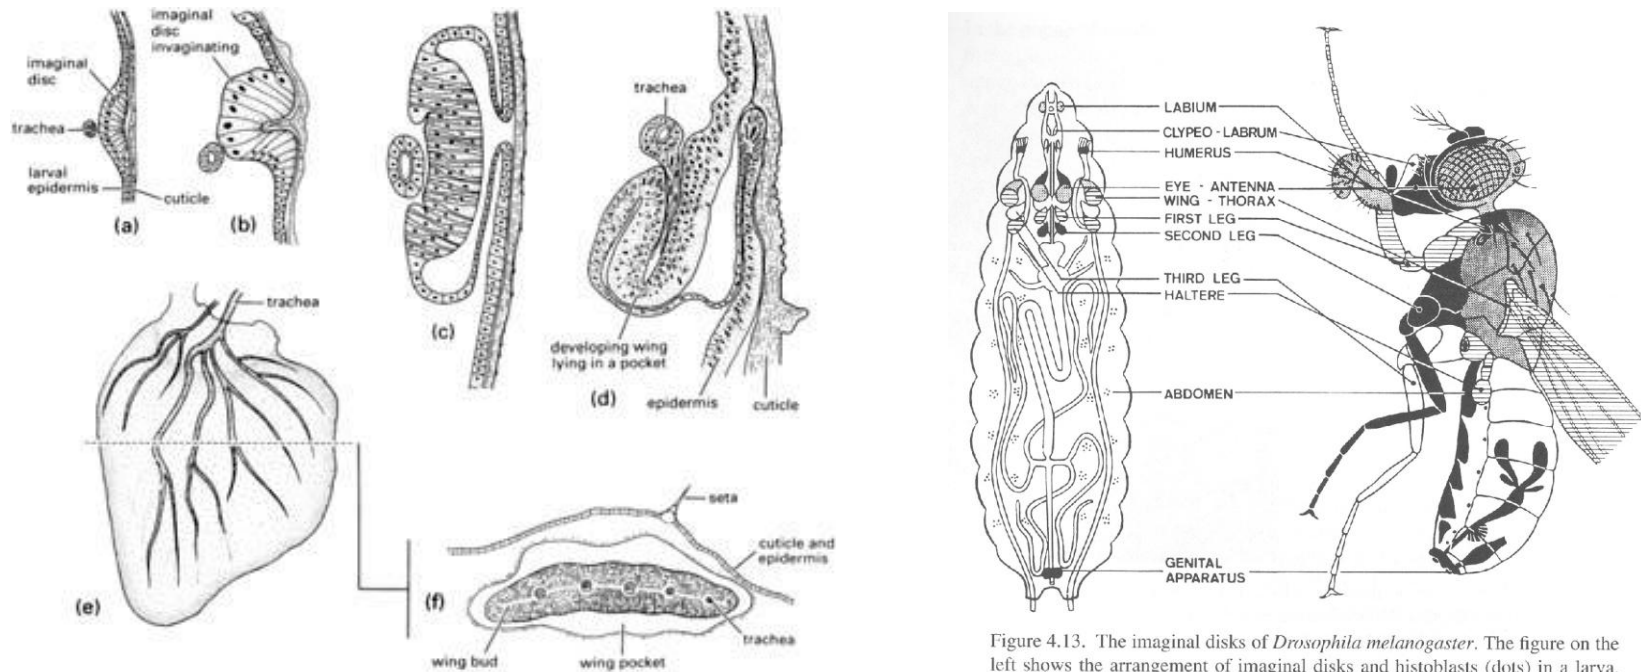 imaginal
disc
trachea
larval
epidermis
cuticle
(a)
imaginal
disc
invaginating
(b)
(c)
trachea
developing wing
lying in a pocket
(d)
epidermis
cuticle
trachea
(e)
seta
cuticle and
epidermis
(f)
trachea
wing bud
wing pocket
LABIUM
CLYPEO - LABRUM
HUMERUS
EYE - ANTENNA
WING - THORAX
FIRST LEG
SECOND LEG
THIRD LEG
HALTERE
ABDOMEN
GENITAL
APPARATUS
Figure 4.13. The imaginal disks of Drosophila melanogaster. The figure on the
left shows the arrangement of imaginal disks and histoblasts (dots) in a larva.